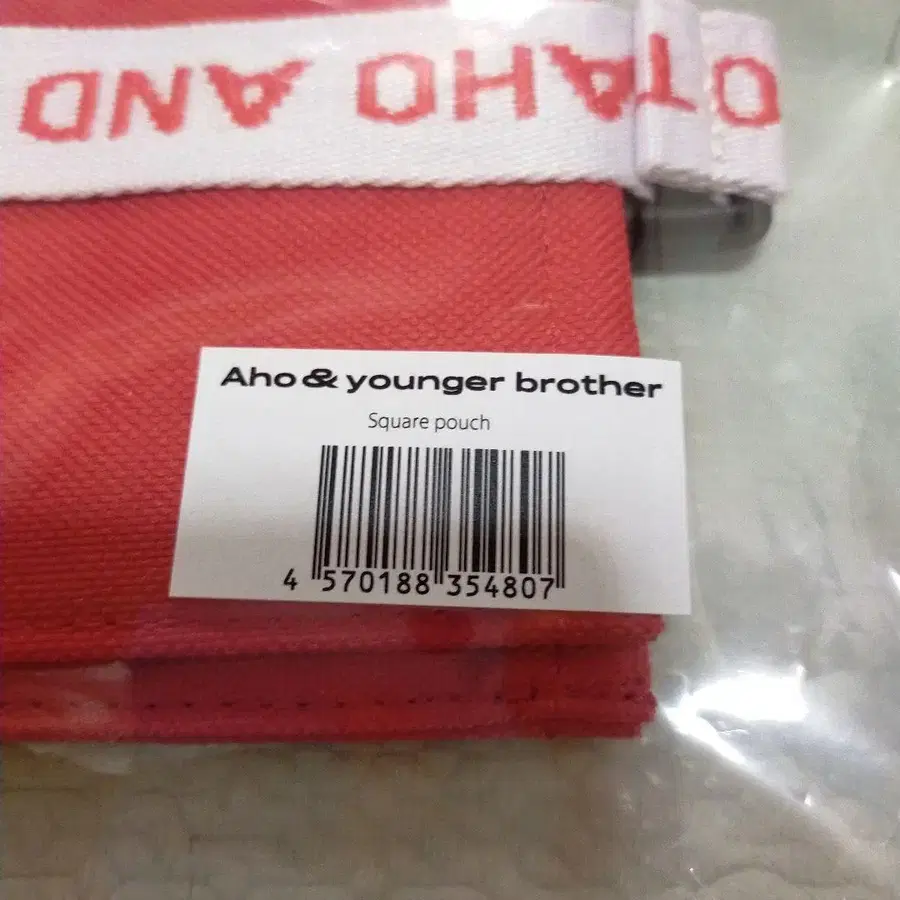 OTAHO AND
Aho & younger brother
Square pouch
4 570188 354807